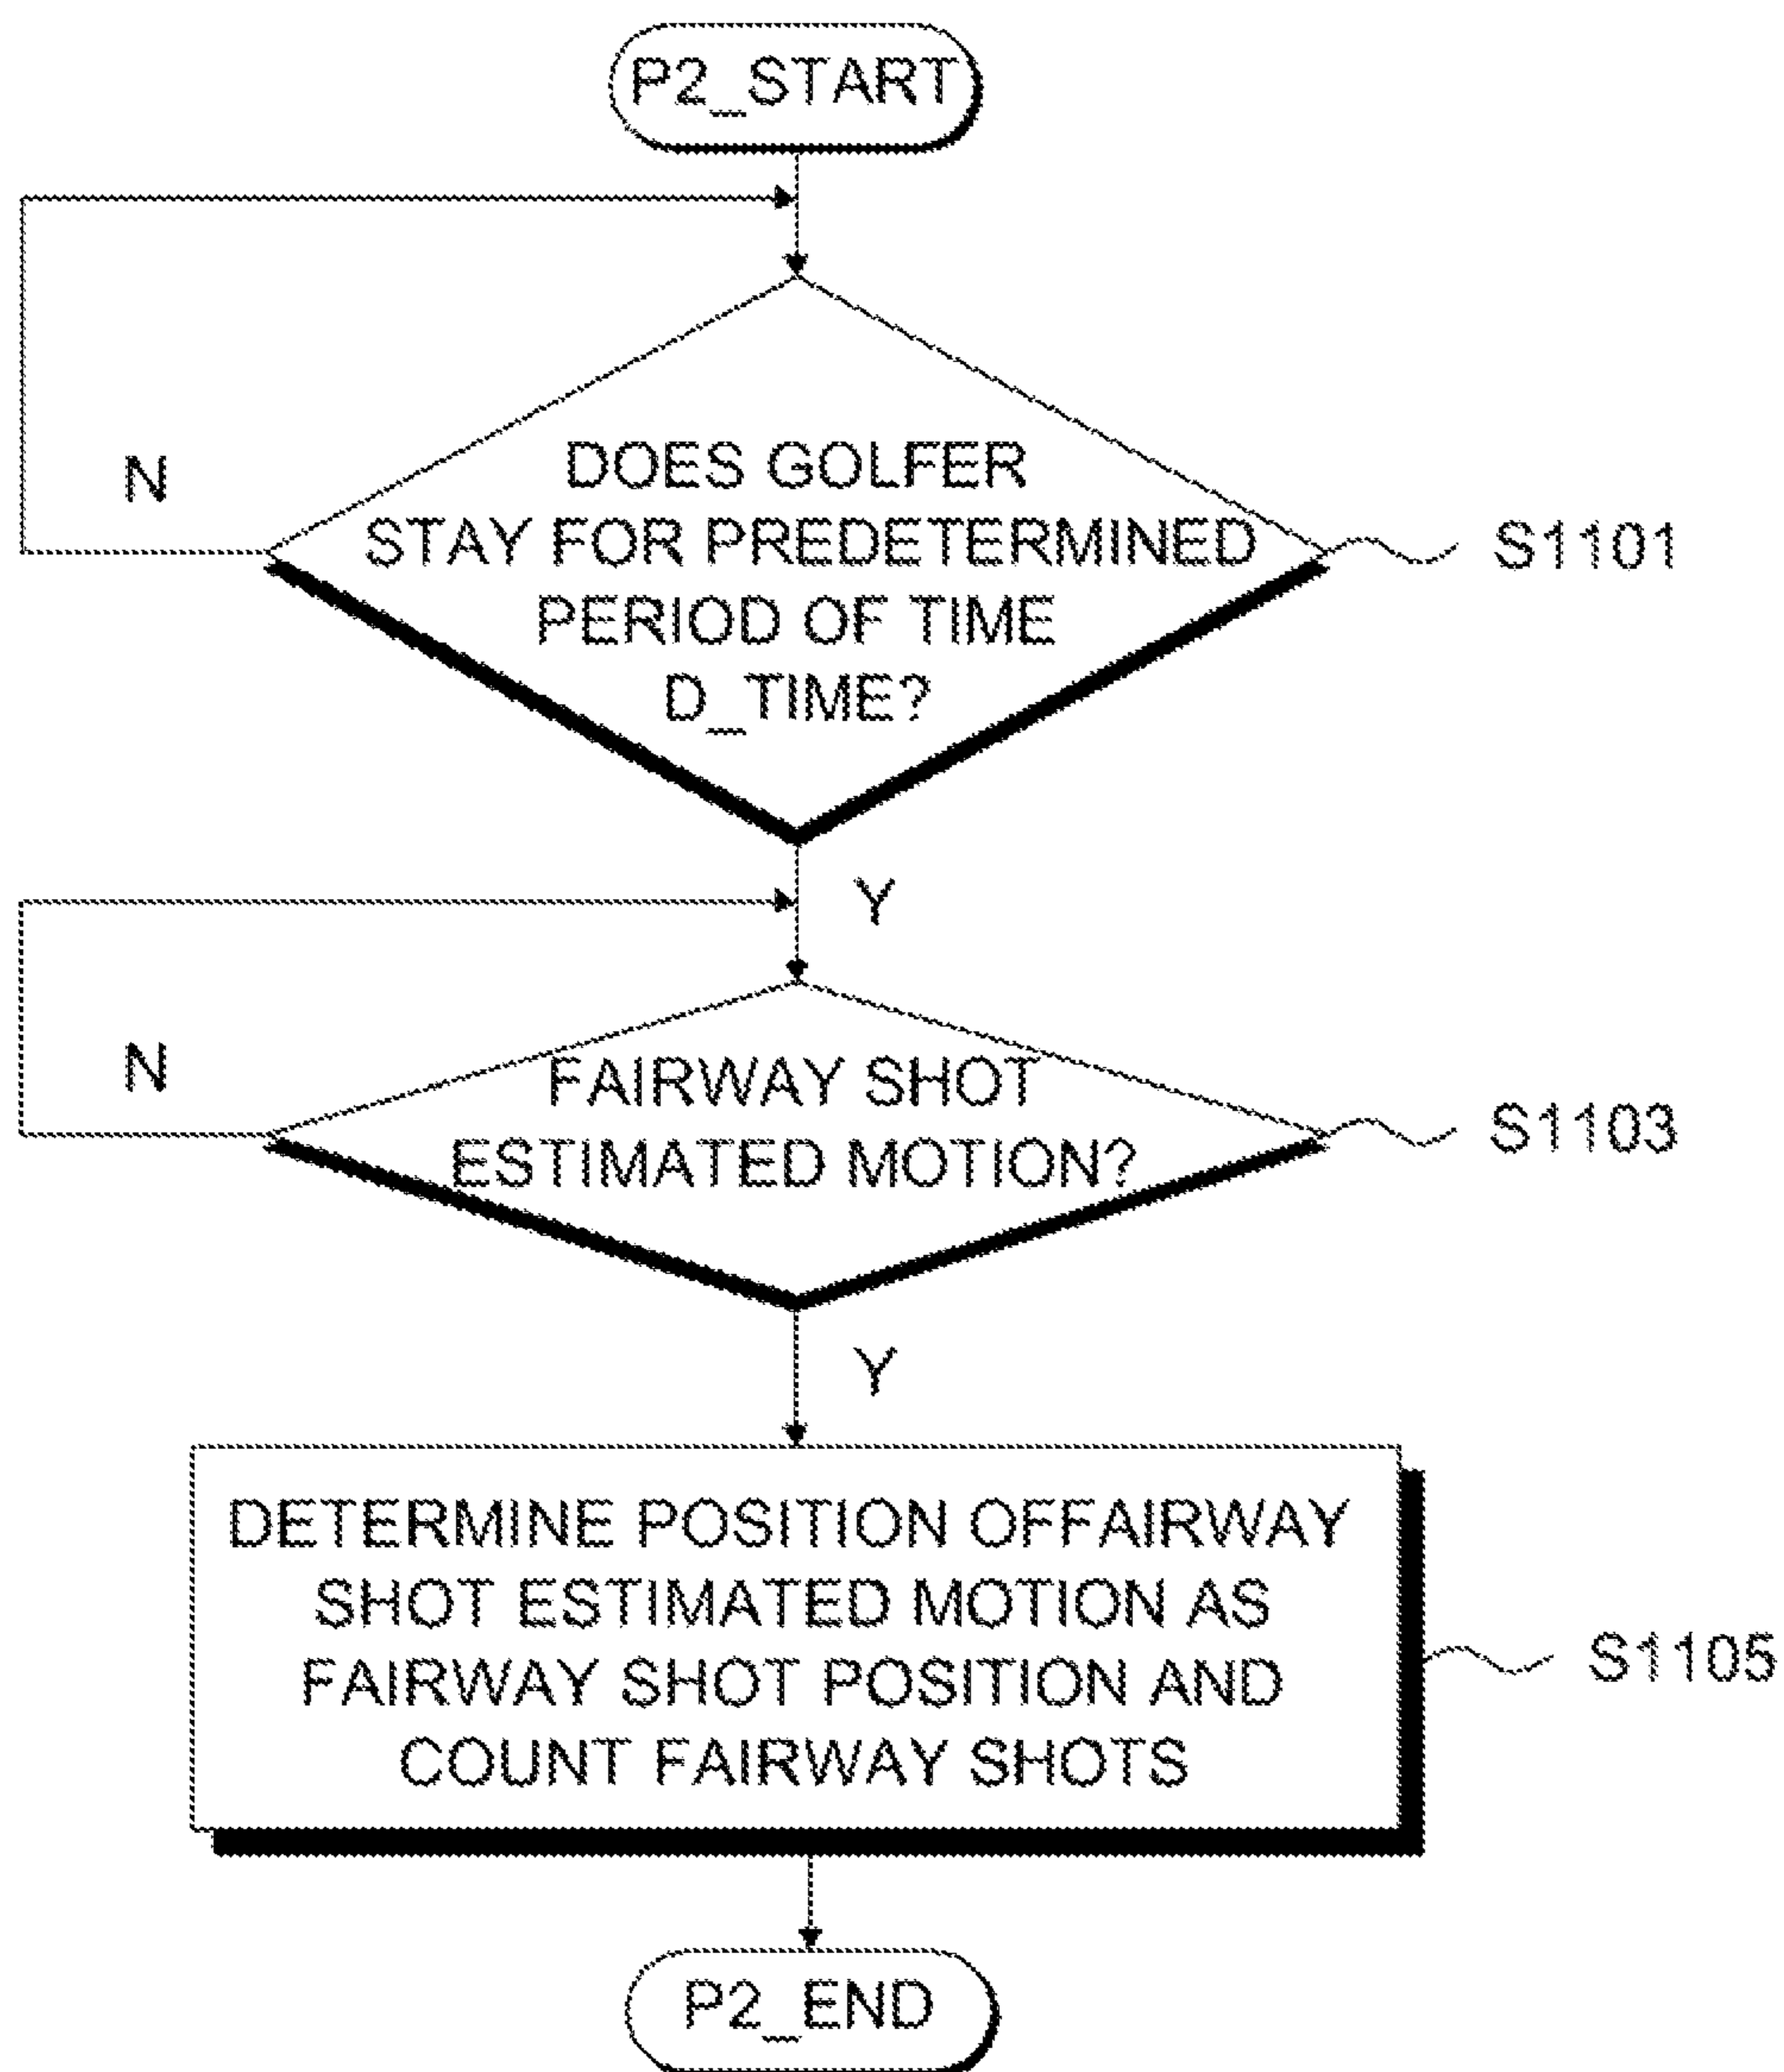 P2_START
N
DOES GOLFER
STAY FOR PREDETERMINED
PERIOD OF TIME
D_TIME?
S1101
Y
N
FAIRWAY SHOT
ESTIMATED MOTION?
S1103
Y
DETERMINE POSITION OFFAIRWAY
SHOT ESTIMATED MOTION AS
FAIRWAY SHOT POSITION AND
COUNT FAIRWAY SHOTS
S1105
P2_END